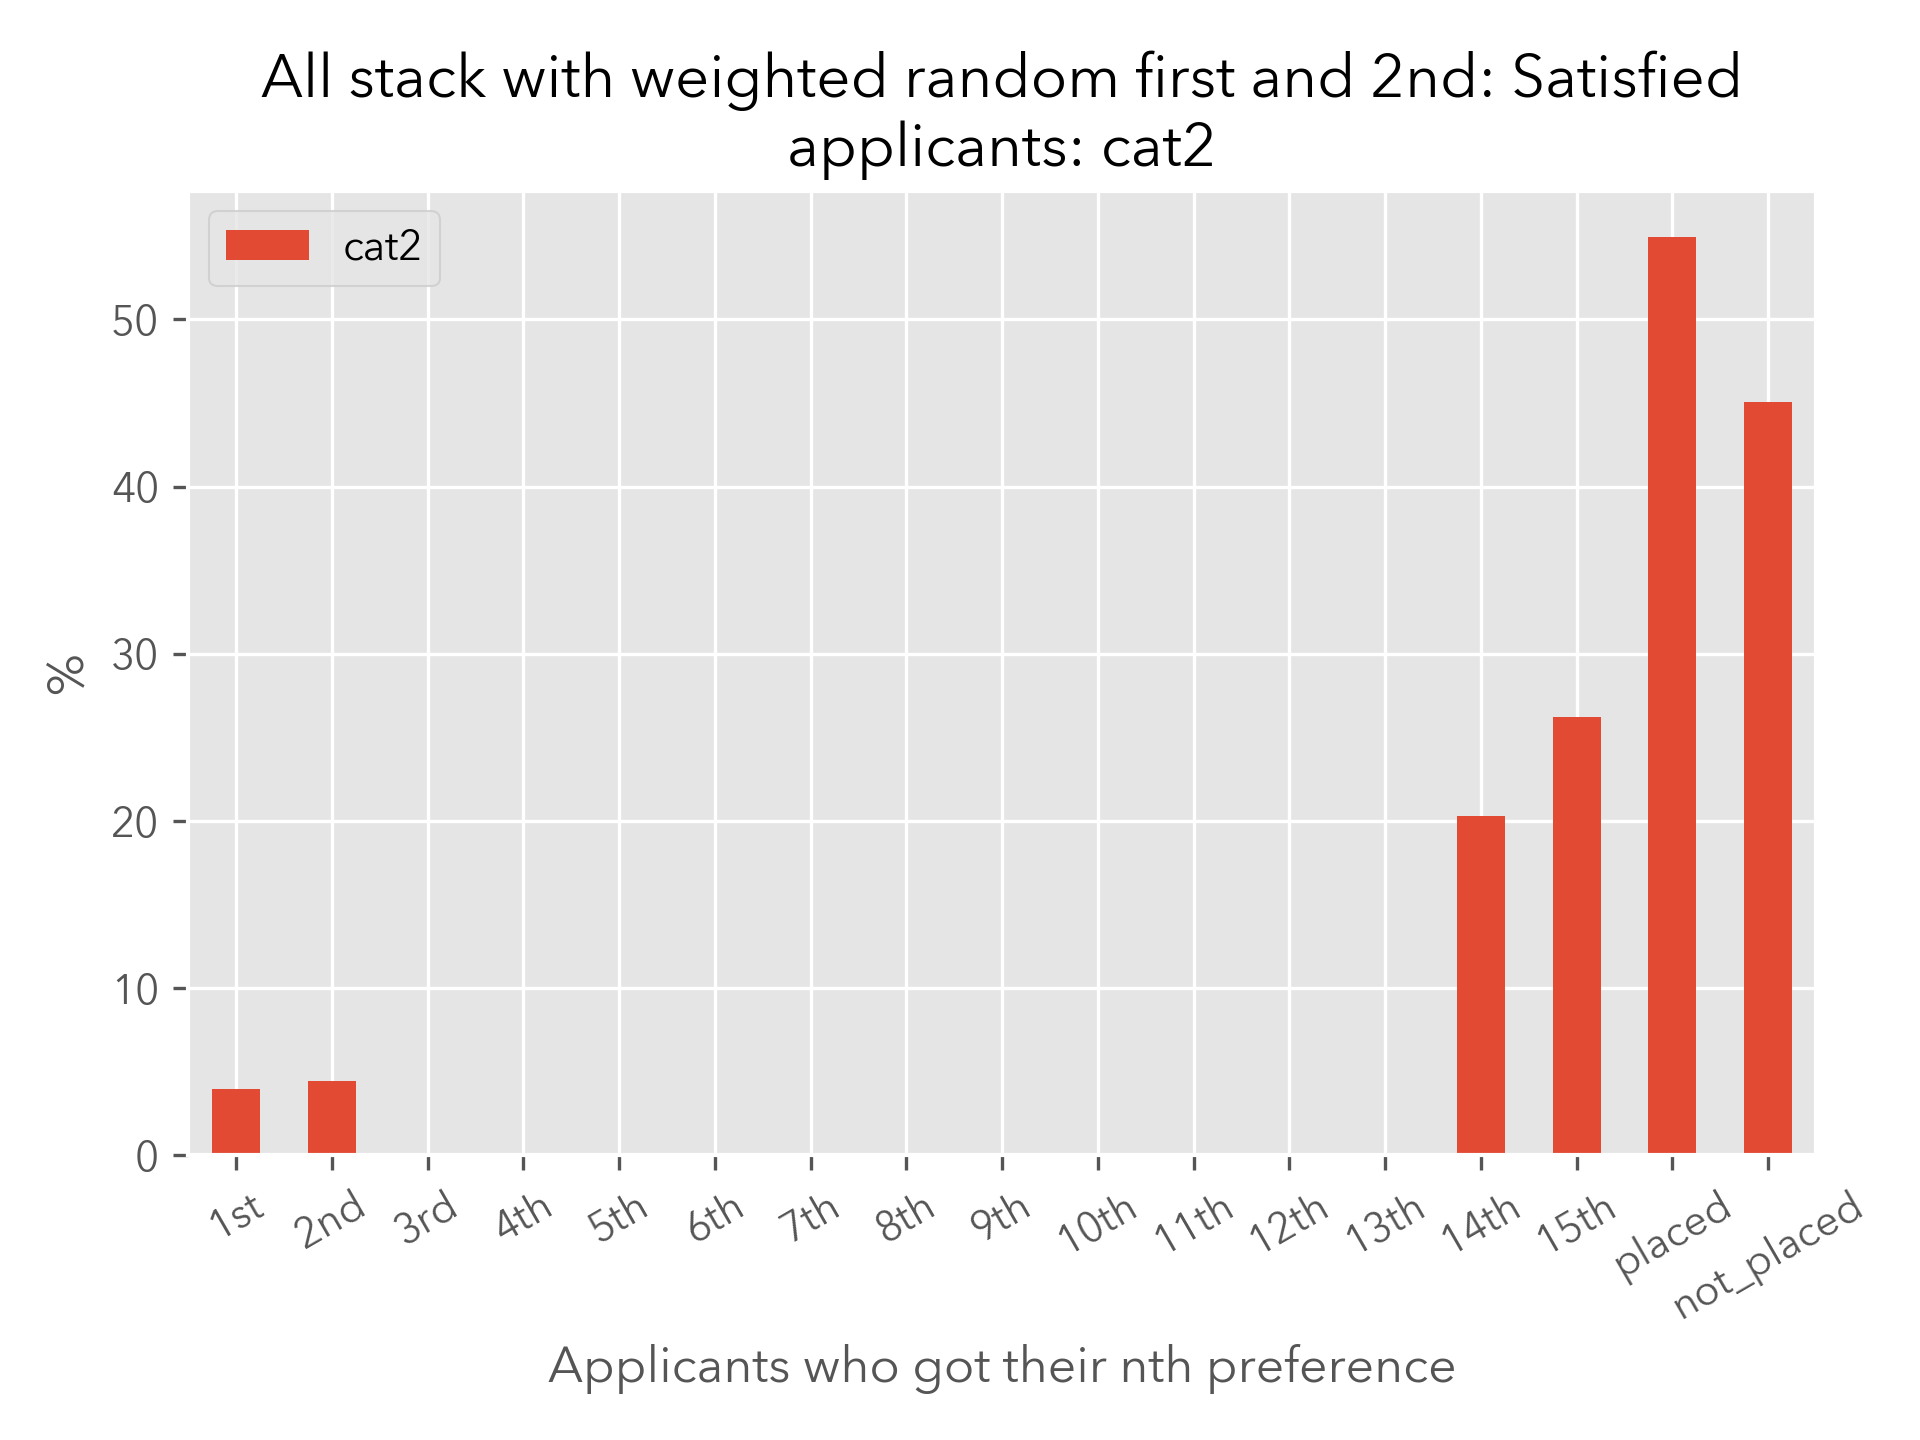 All stack with weighted random first and 2nd: Satisfied
applicants: cat2
cat2
50
40
30
20
10
0
%
1st
2nd
3rd
4th
5th
6th
7th
8th
9th
10th
11th
12th
13th
14th
15th
placed
not_placed
Applicants who got their nth preference